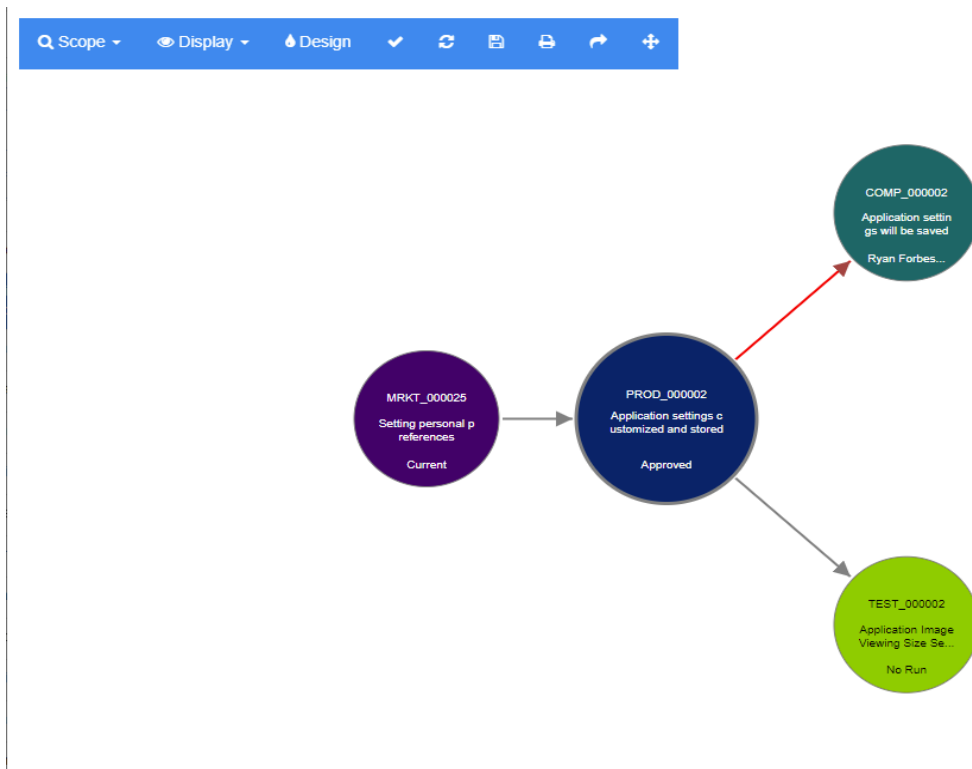 Scope Display Design
COMP_000002
Application settin
gs will be saved
Ryan Forbes...
MRKT_000025
Setting personal p
references
Current
PROD_000002
Application settings c
ustomized and stored
Approved
TEST_000002
Application Image
Viewing Size Se...
No Run